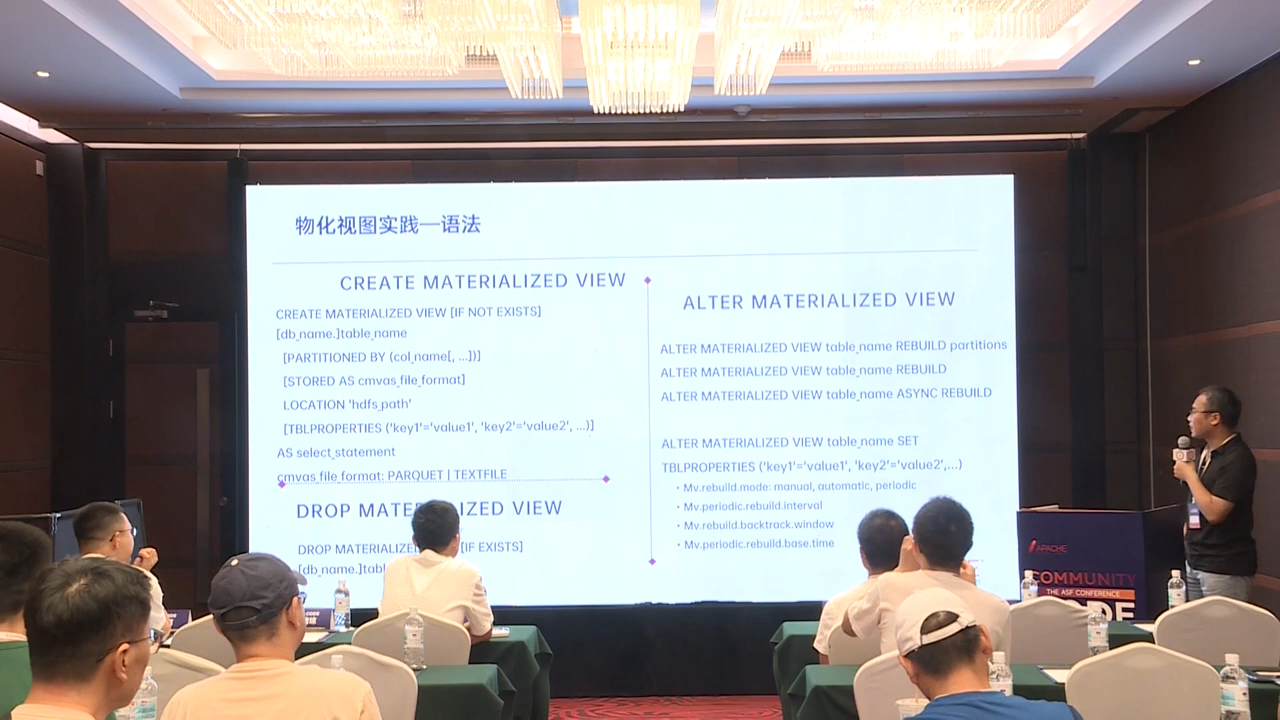 物化视图实践—语法
CREATE MATERIALIZED VIEW
CREATE MATERIALIZED VIEW [IF NOT EXISTS]
[db_name.]table_name
[PARTITIONED BY (col_name[, ...])]
[STORED AS cmvas_file_format]
LOCATION 'hdfs_path'
[TBLPROPERTIES ('key1'='value1', 'key2'='value2', ...)]
AS select_statement
cmvas_file_format: PARQUET | TEXTFILE
DROP MATE IZED VIEW
DROP MATERIALIZED [IF EXISTS]
[db_name.]tabl
ALTER MATERIALIZED VIEW
ALTER MATERIALIZED VIEW table_name REBUILD partitions
ALTER MATERIALIZED VIEW table_name REBUILD
ALTER MATERIALIZED VIEW table_name ASYNC REBUILD
ALTER MATERIALIZED VIEW table_name SET
TBLPROPERTIES ('key1'='value1', 'key2'='value2',...)
• Mv.rebuild.mode: manual, automatic, periodic
• Mv.periodic.rebuild.interval
• Mv.rebuild.backtrack.window
• Mv.periodic.rebuild.base.time
APACHE
COMMUNITY
THE ASF CONFERENCE
CODE